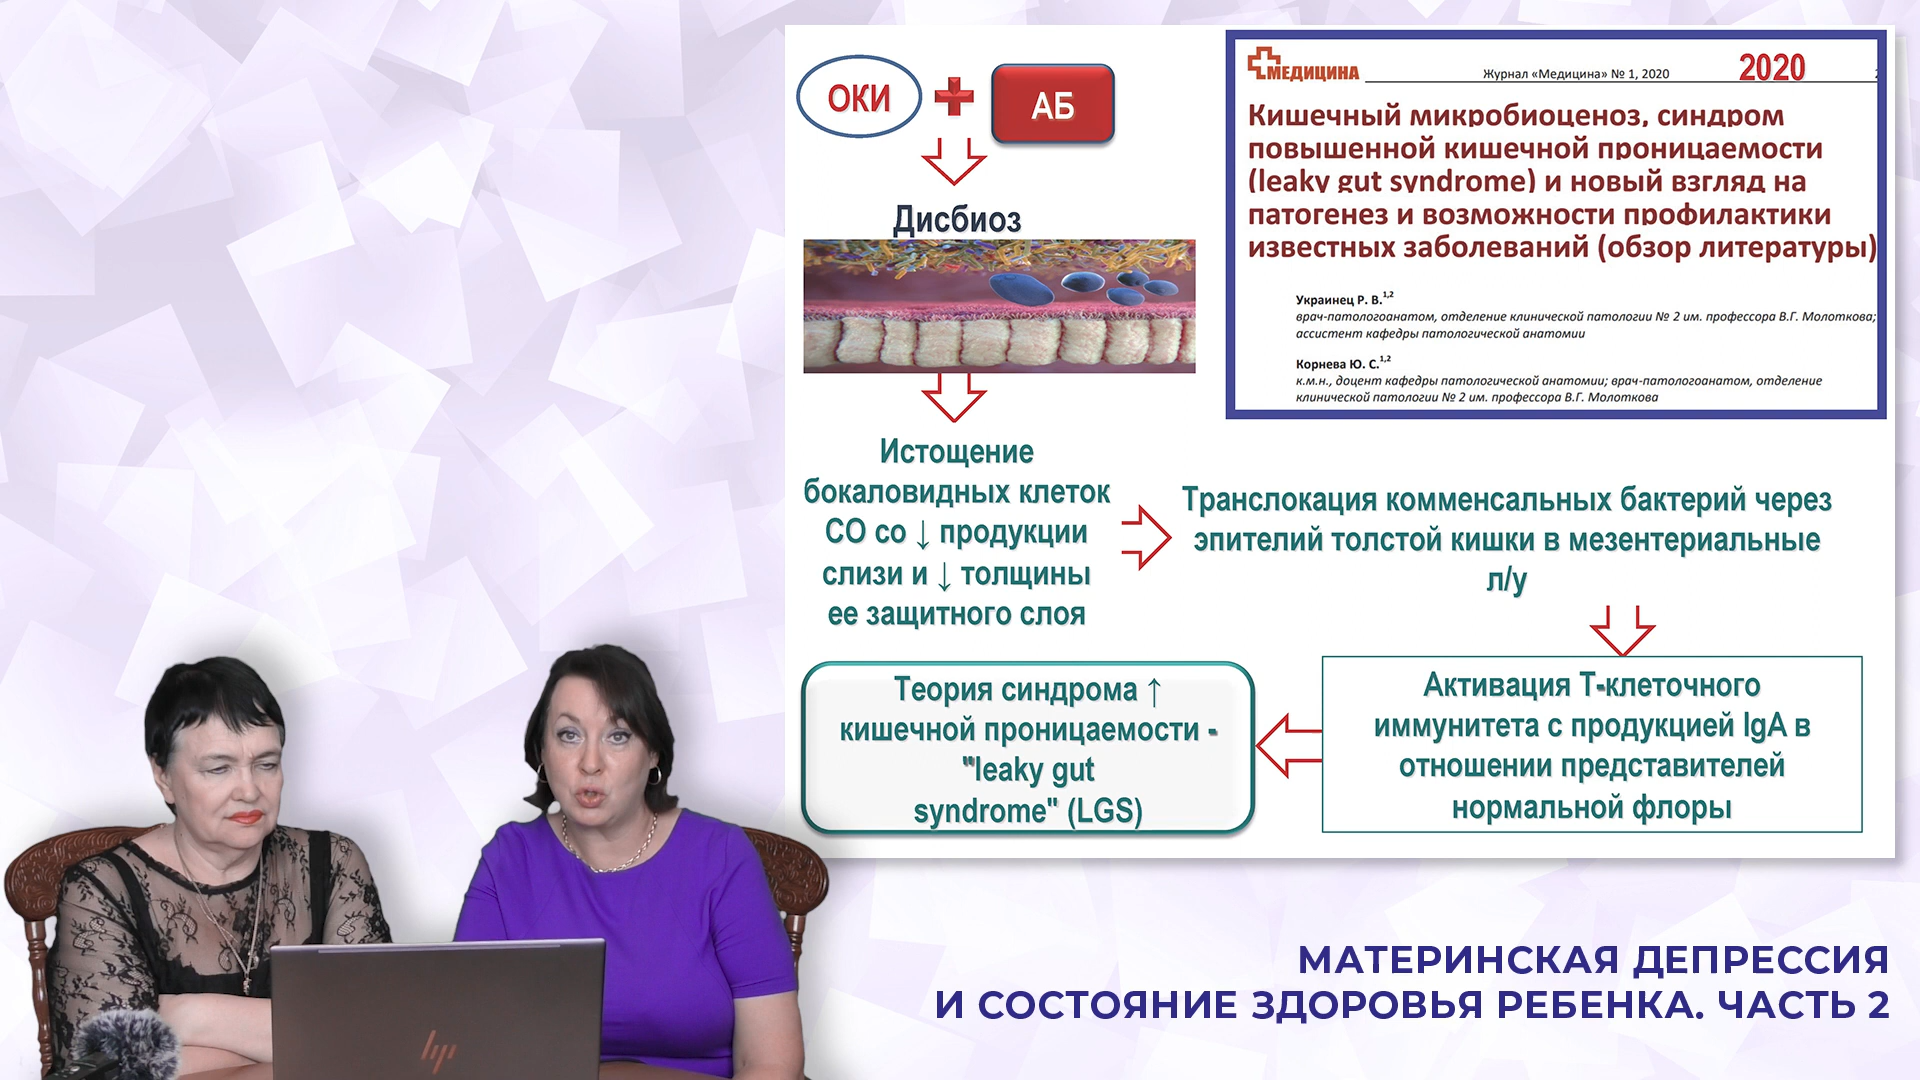 ОКИ
АБ
Дисбиоз
Истощение
бокаловидных клеток
СО со ↓ продукции
слизи и ↓ толщины
ее защитного слоя
МЕДИЦИНА
Журнал «Медицина» № 1, 2020
2020
Кишечный микробиоценоз, синдром
повышенной кишечной проницаемости
(leaky gut syndrome) и новый взгляд на
патогенез и возможности профилактики
известных заболеваний (обзор литературы)
Украинец Р. В.1,2
врач-патологоанатом, отделение клинической патологии № 2 им. профессора В.Г. Молоткова;
ассистент кафедры патологической анатомии
Корнева Ю. С.1,2
к.м.н., доцент кафедры патологической анатомии; врач-патологоанатом, отделение
клинической патологии № 2 им. профессора В.Г. Молоткова
Транслокация комменсальных бактерий через
эпителий толстой кишки в мезентериальные
л/у
Активация Т-клеточного
иммунитета с продукцией IgA в
отношении представителей
нормальной флоры
Теория синдрома ↑
кишечной проницаемости -
"leaky gut
syndrome" (LGS)
hp
МАТЕРИНСКАЯ ДЕПРЕССИЯ
И СОСТОЯНИЕ ЗДОРОВЬЯ РЕБЕНКА. ЧАСТЬ 2